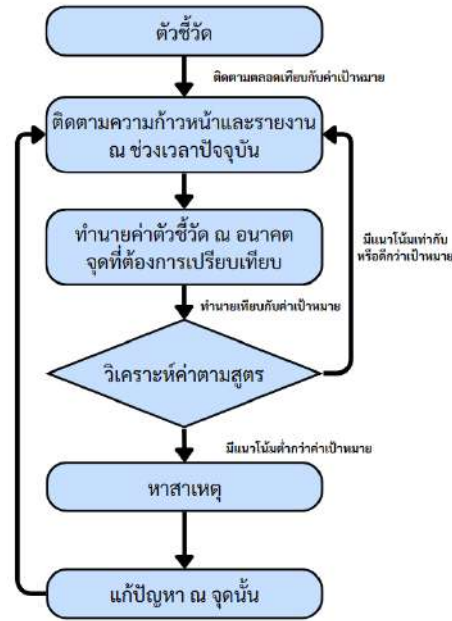 ตัวชี้วัด
ติดตามตลอดเทียบกับค่าเป้าหมาย
ติดตามความก้าวหน้าและรายงาน
ณ ช่วงเวลาปัจจุบัน
ทำนายค่าตัวชี้วัด ณ อนาคต
จุดที่ต้องการเปรียบเทียบ
มีแนวโน้มเท่ากับ
หรือดีกว่าเป้าหมาย
ทำนายเทียบกับค่าเป้าหมาย
วิเคราะห์ค่าตามสูตร
มีแนวโน้มต่ำกว่าค่าเป้าหมาย
หาสาเหตุ
แก้ปัญหา ณ จุดนั้น